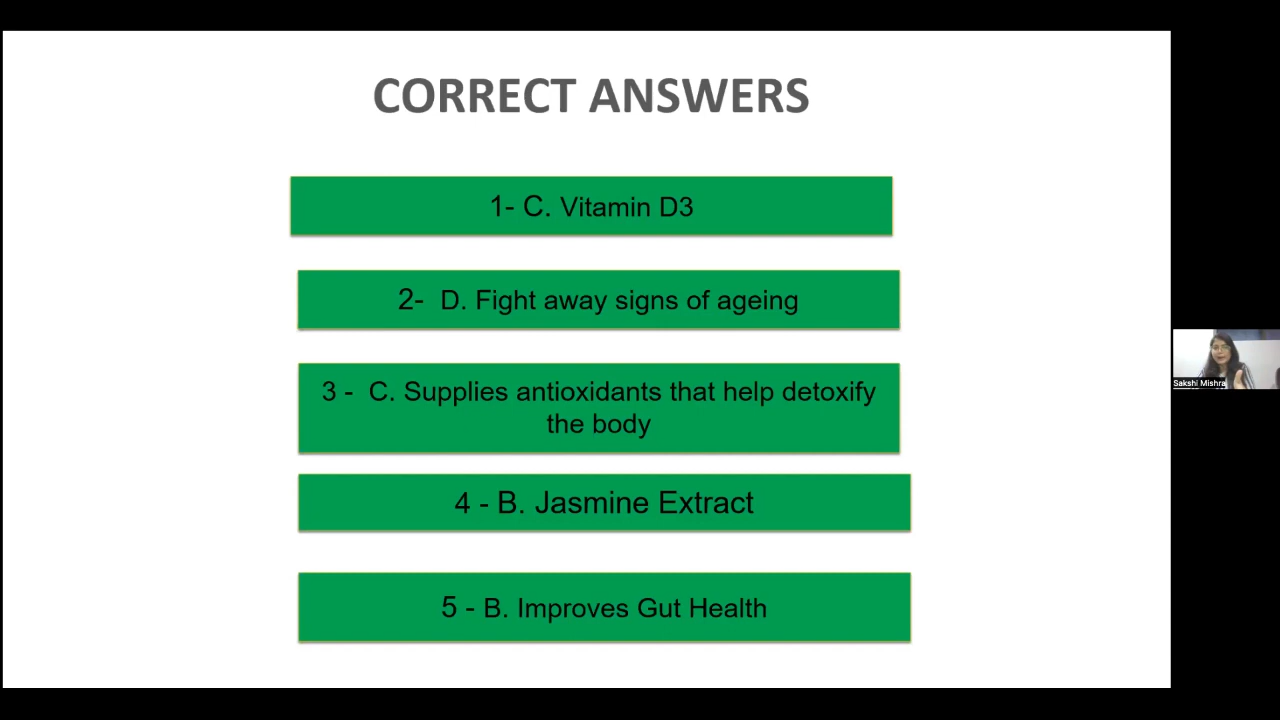 CORRECT ANSWERS
1- C. Vitamin D3
2- D. Fight away signs of ageing
3 - C. Supplies antioxidants that help detoxify
the body
4 - B. Jasmine Extract
5 - B. Improves Gut Health
Sakshi Mishra